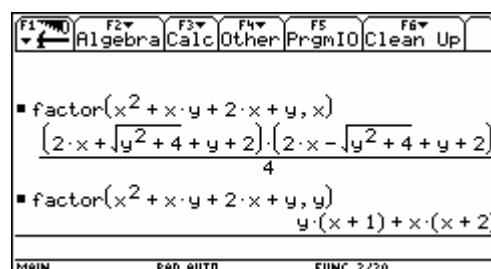 F1 F2 Algebra F3 Calc F4 Other F5 PrgmIO F6 Clean Up
▪ factor(x² + x·y + 2·x + y, x)
(2·x + √(y² + 4) + y + 2)·(2·x - √(y² + 4) + y + 2)
4
▪ factor(x² + x·y + 2·x + y, y)
y·(x + 1) + x·(x + 2)
MAIN RAD AUTO FUNC 2/30